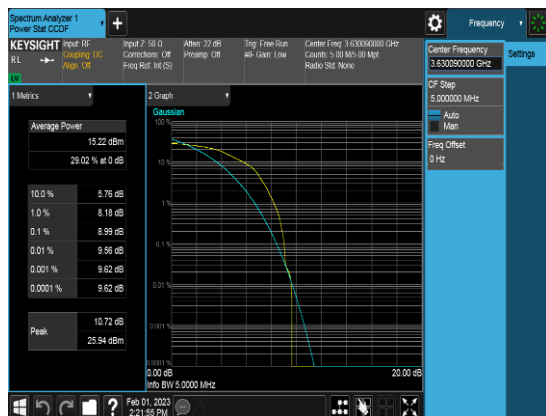 Spectrum Analyzer 1
Power Stat CCDF
+
Frequency
KEYSIGHT
RL
Input: RF
Coupling: DC
Align: Off
Input Z: 50 Ω
Corrections: Off
Freq Ref: Int (S)
Atten: 22 dB
Preamp: Off
Trig: Free Run
#IF Gain: Low
Center Freq: 3.630090000 GHz
Counts: 5.00 M/5.00 Mpt
Radio Std: None
Center Frequency
3.630090000 GHz
Settings
CF Step
5.000000 MHz
Auto
Man
Freq Offset
0 Hz
1 Metrics
Average Power
15.22 dBm
29.02 % at 0 dB
10.0 % 5.76 dB
1.0 % 8.18 dB
0.1 % 8.99 dB
0.01 % 9.56 dB
0.001 % 9.62 dB
0.0001 % 9.62 dB
Peak
10.72 dB
25.94 dBm
2 Graph
Gaussian
100 %
10 %
1 %
0.1 %
0.01 %
0.001 %
0.0001 %
0.00 dB 20.00 dB
Info BW 5.0000 MHz
?
Feb 01, 2023
2:21:55 PM